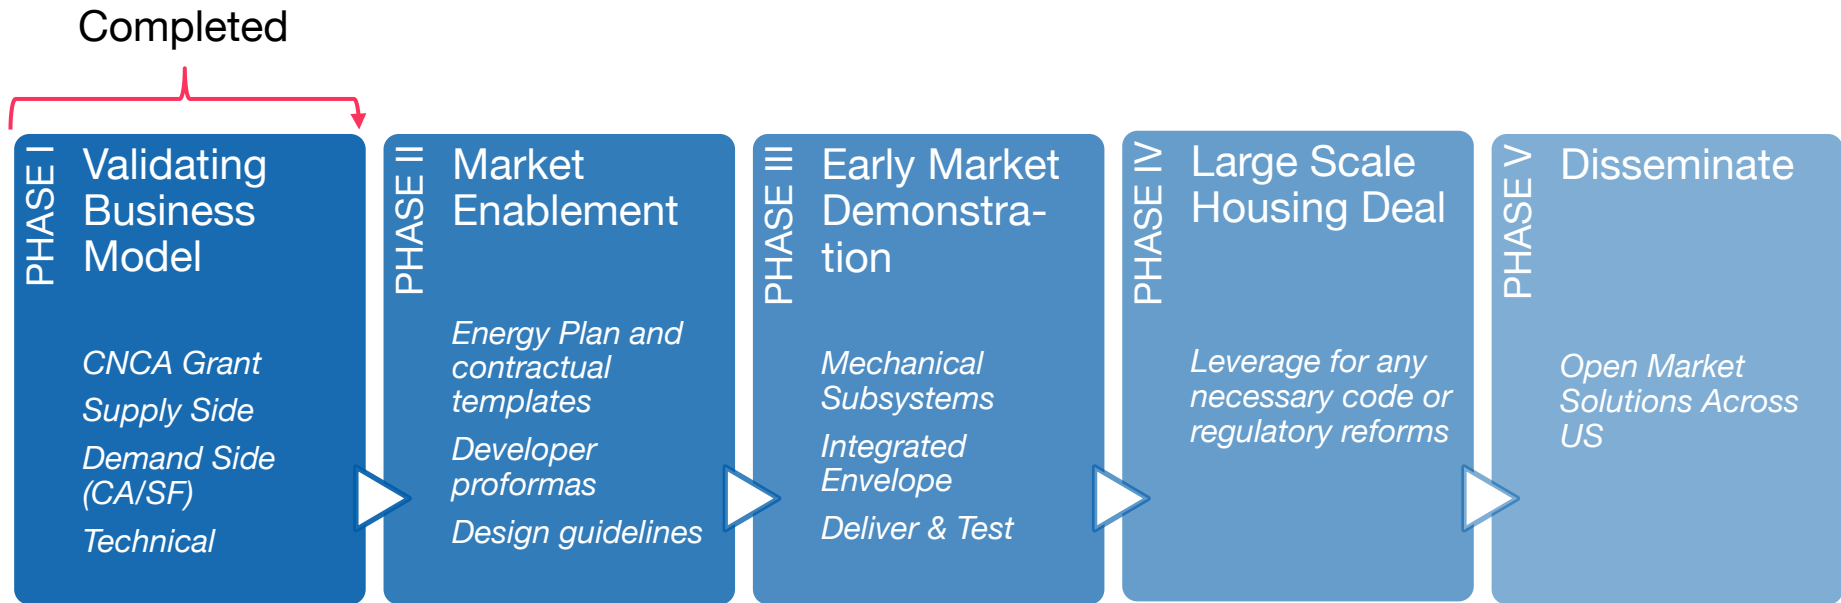 Completed
PHASE I
Validating
Business
Model
CNCA Grant
Supply Side
Demand Side
(CA/SF)
Technical
PHASE II
Market
Enablement
Energy Plan and
contractual
templates
Developer
proformas
Design guidelines
PHASE III
Early Market
Demonstra-
tion
Mechanical
Subsystems
Integrated
Envelope
Deliver & Test
PHASE IV
Large Scale
Housing Deal
Leverage for any
necessary code or
regulatory reforms
PHASE V
Disseminate
Open Market
Solutions Across
US